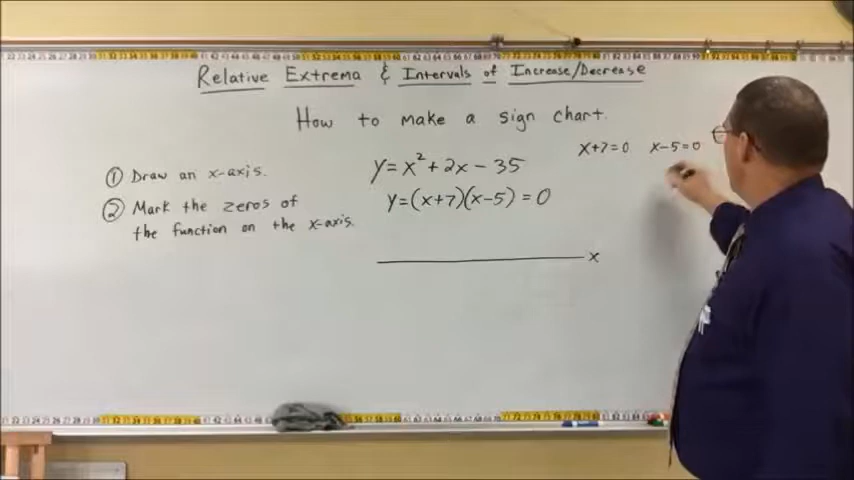 Relative Extrema & Intervals of Increase/Decrease
How to make a sign chart.
① Draw an x-axis.
② Mark the zeros of
the function on the x-axis.
y=x²+2x-35
y=(x+7)(x-5)=0
x+7=0 x-5=0
x